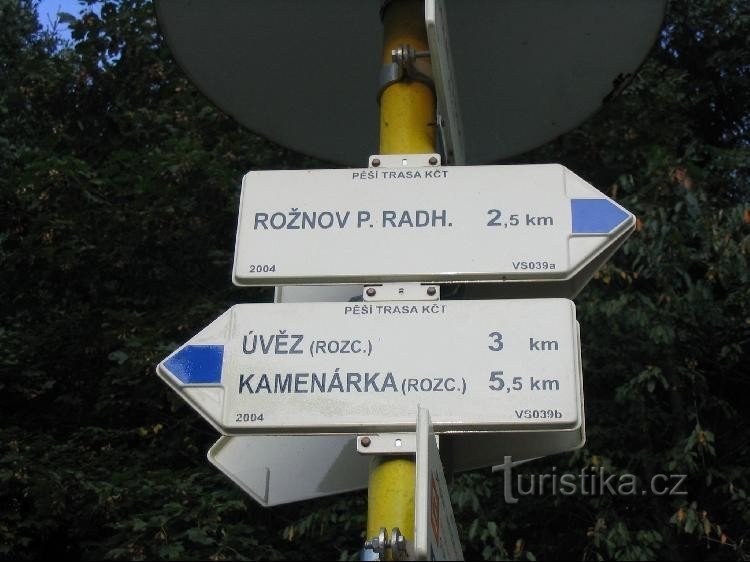 PĚŠÍ TRASA KČT
ROŽNOV P. RADH. 2,5 km
2004 VS039a
PĚŠÍ TRASA KČT
ÚVĚZ (ROZC.) 3 km
KAMENÁRKA (ROZC.) 5,5 km
2004 VS039b
turistika.cz